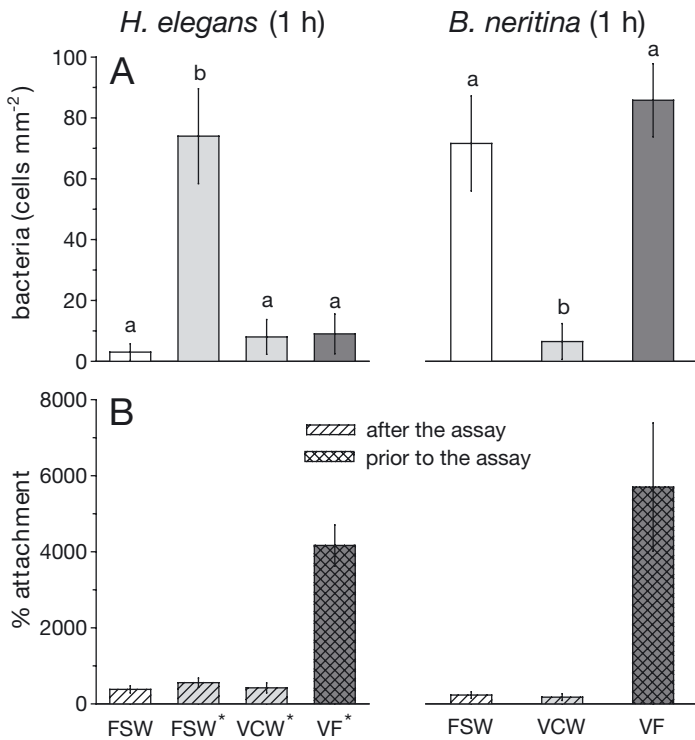 H. elegans (1 h) B. neritina (1 h)
A
bacteria (cells mm-2)
100
80
60
40
20
0
a b a a
a b a
B
% attachment
8000
6000
4000
2000
0
after the assay
prior to the assay
FSW FSW* VCW* VF*
FSW VCW VF